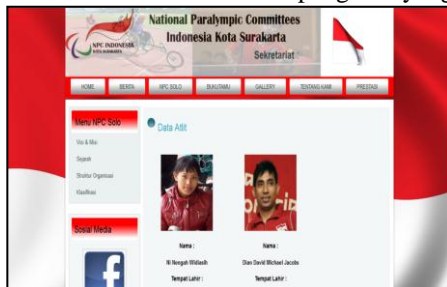 National Paralympic Committees
Indonesia Kota Surakarta
Sekretariat
NPC INDONESIA
KOTA SURAKARTA
HOME BERITA NPC SOLO BUKUTAMU GALLERY TENTANG KAMI PRESTASI
Menu NPC Solo
Visi & Misi
Sejarah
Struktur Organisasi
Klasifikasi
Sosial Media
Data Atlit
Nama : Nama :
Ni Nengah Widiasih Dian David Michael Jacobs
Tempat Lahir : Tempat Lahir :